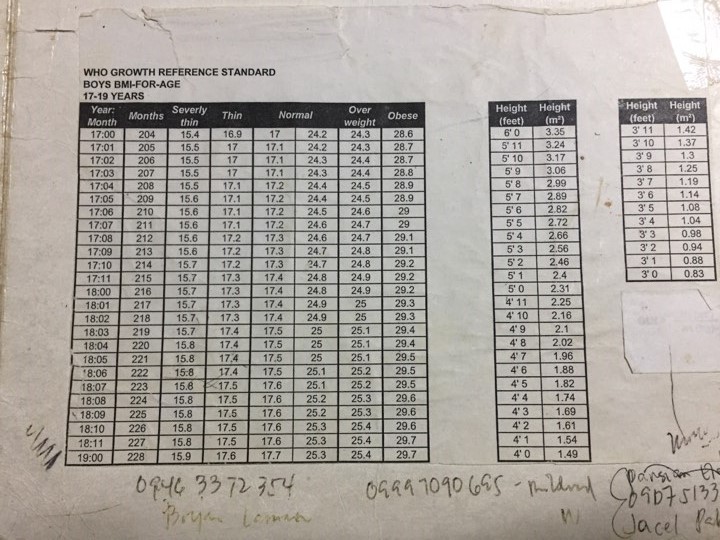 WHO GROWTH REFERENCE STANDARD
BOYS BMI-FOR-AGE
17-19 YEARS
Year: Month Months Severly thin Thin Normal Over weight Obese
17:00 204 15.4 16.9 17 24.2 24.3 28.6
17:01 205 15.5 17 17.1 24.2 24.3 28.7
17:02 206 15.5 17 17.1 24.3 24.4 28.7
17:03 207 15.5 17 17.1 24.3 24.4 28.8
17:04 208 15.5 17.1 17.2 24.4 24.5 28.9
17:05 209 15.6 17.1 17.2 24.4 24.5 28.9
17:06 210 15.6 17.1 17.2 24.5 24.6 29
17:07 211 15.6 17.1 17.2 24.6 24.7 29
17:08 212 15.6 17.2 17.3 24.6 24.7 29.1
17:09 213 15.6 17.2 17.3 24.7 24.8 29.1
17:10 214 15.7 17.2 17.3 24.7 24.8 29.2
17:11 215 15.7 17.3 17.4 24.8 24.9 29.2
18:00 216 15.7 17.3 17.4 24.8 24.9 29.2
18:01 217 15.7 17.3 17.4 24.9 25 29.3
18:02 218 15.7 17.3 17.4 24.9 25 29.3
18:03 219 15.7 17.4 17.5 25 25.1 29.4
18:04 220 15.8 17.4 17.5 25 25.1 29.4
18:05 221 15.8 17.4 17.5 25 25.1 29.5
18:06 222 15.8 17.4 17.5 25.1 25.2 29.5
18:07 223 15.8 17.5 17.6 25.1 25.2 29.5
18:08 224 15.8 17.5 17.6 25.2 25.3 29.6
18:09 225 15.8 17.5 17.6 25.2 25.3 29.6
18:10 226 15.8 17.5 17.6 25.3 25.4 29.6
18:11 227 15.8 17.5 17.6 25.3 25.4 29.7
19:00 228 15.9 17.6 17.7 25.3 25.4 29.7
Height (feet) Height (m²)
6' 0 3.35
5' 11 3.24
5' 10 3.17
5' 9 3.06
5' 8 2.99
5' 7 2.89
5' 6 2.82
5' 5 2.72
5' 4 2.66
5' 3 2.56
5' 2 2.46
5' 1 2.4
5' 0 2.31
4' 11 2.25
4' 10 2.16
4' 9 2.1
4' 8 2.02
4' 7 1.96
4' 6 1.88
4' 5 1.82
4' 4 1.74
4' 3 1.69
4' 2 1.61
4' 1 1.54
4' 0 1.49
Height (feet) Height (m²)
3' 11 1.42
3' 10 1.37
3' 9 1.3
3' 8 1.25
3' 7 1.19
3' 6 1.14
3' 5 1.08
3' 4 1.04
3' 3 0.98
3' 2 0.94
3' 1 0.88
3' 0 0.83
0946 3372 354
09997090695 -
Jacel